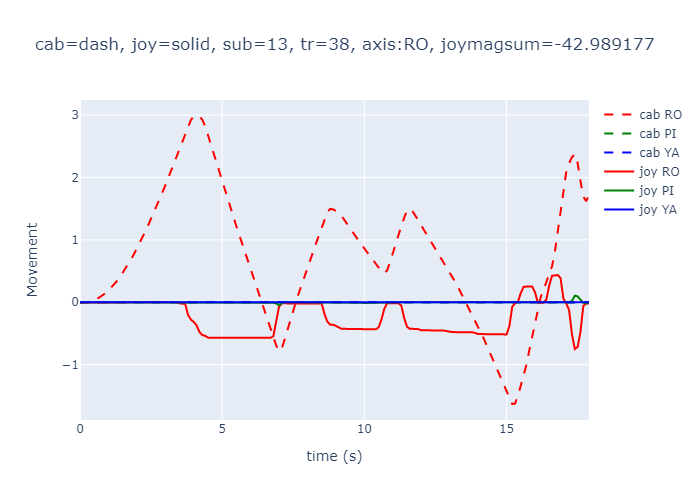 cab=dash, joy=solid, sub=13, tr=38, axis:RO, joymagsum=-42.989177
3
2
1
0
−1
Movement
0
5
10
15
time (s)
cab RO
cab PI
cab YA
joy RO
joy PI
joy YA